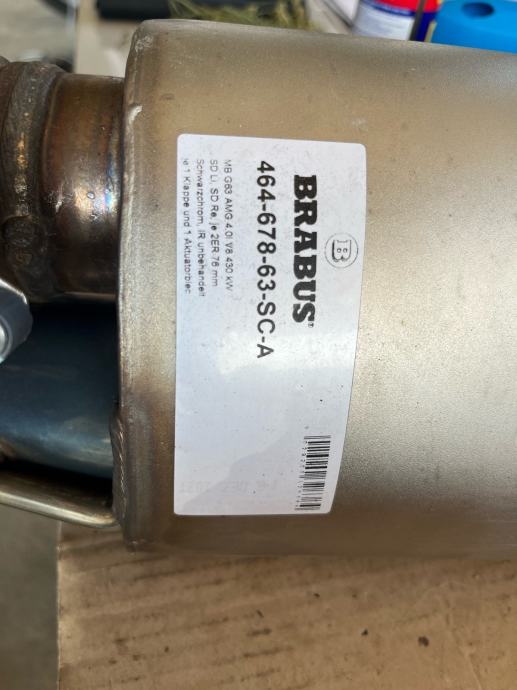 B
BRABUS®
464-678-63-SC-A
MB G63 AMG 4,0l V8 430 kW
SD Li, SD Re, je 2ER 76 mm
Schwarzchrom, IR unbehandelt
je 1 Klappe und 1 Aktuatorblec